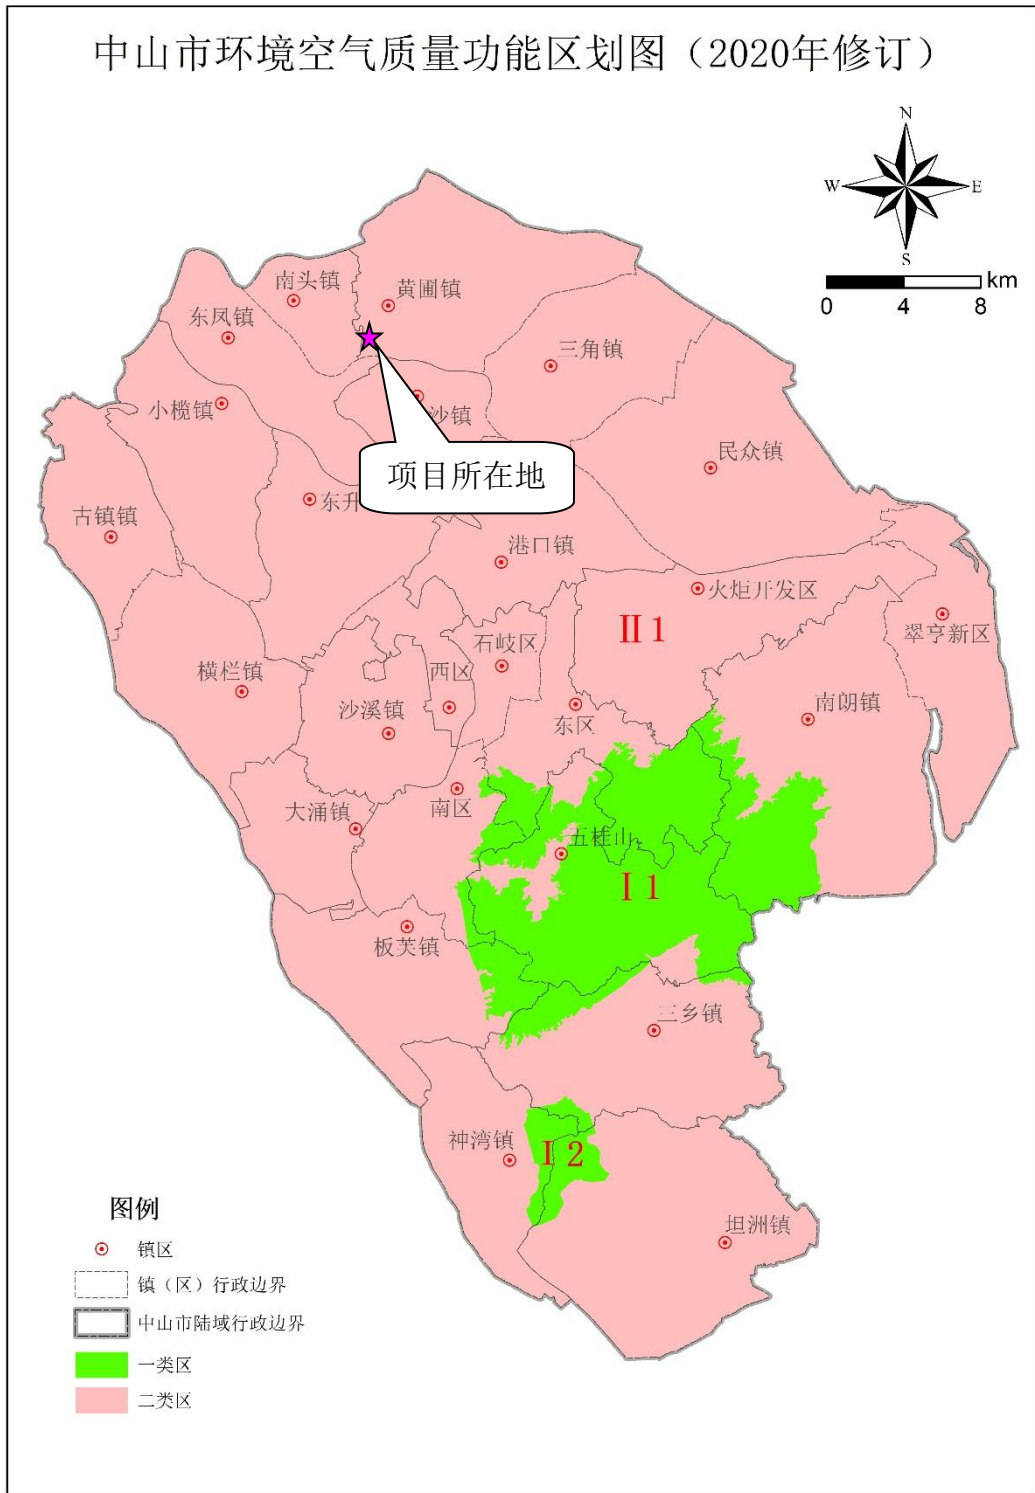 中山市环境空气质量功能区划图（2020年修订）
N
W
E
S
km
0
4
8
南头镇
黄圃镇
东凤镇
三角镇
小榄镇
沙镇
民众镇
项目所在地
东升
古镇镇
港口镇
火炬开发区
翠亨新区
Ⅱ1
石岐区
西区
横栏镇
沙溪镇
东区
南朗镇
南区
大涌镇
五桂山
Ⅰ1
板芙镇
三乡镇
神湾镇
Ⅰ2
坦洲镇
图例
镇区
镇（区）行政边界
中山市陆域行政边界
一类区
二类区